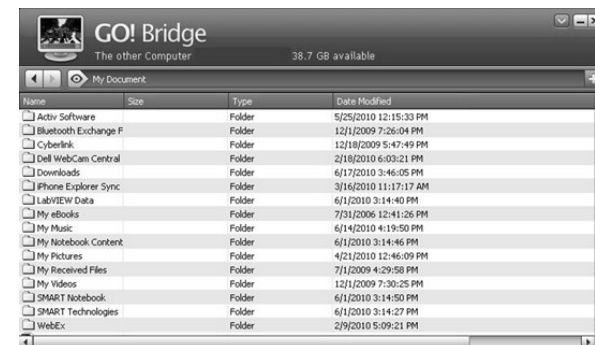 GO! Bridge
The other Computer 38.7 GB available
My Document
Name Size Type Date Modified
Activ Software Folder 5/25/2010 12:15:33 PM
Bluetooth Exchange F Folder 12/1/2009 7:26:04 PM
Cyberlink Folder 12/18/2009 5:47:49 PM
Dell WebCam Central Folder 2/18/2010 6:03:21 PM
Downloads Folder 6/17/2010 3:46:05 PM
iPhone Explorer Sync Folder 3/16/2010 11:17:17 AM
LabVIEW Data Folder 6/1/2010 3:14:40 PM
My eBooks Folder 7/31/2006 12:41:26 PM
My Music Folder 6/14/2010 4:19:50 PM
My Notebook Content Folder 6/1/2010 3:14:46 PM
My Pictures Folder 4/21/2010 12:46:09 PM
My Received Files Folder 7/1/2009 4:29:58 PM
My Videos Folder 12/1/2009 7:30:25 PM
SMART Notebook Folder 6/1/2010 3:14:50 PM
SMART Technologies Folder 6/1/2010 3:14:27 PM
WebEx Folder 2/9/2010 5:09:21 PM